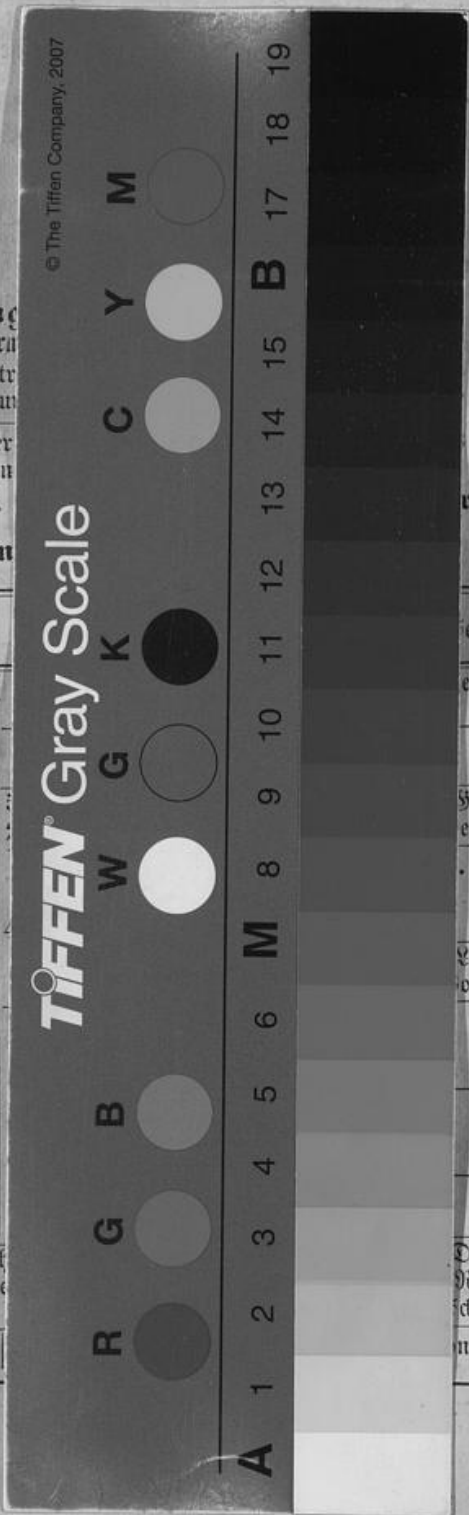 © The Tiffen Company, 2007
TIFFEN® Gray Scale
R G B W G K C Y M
A 1 2 3 4 5 6 M 8 9 10 11 12 13 14 15 B 17 18 19